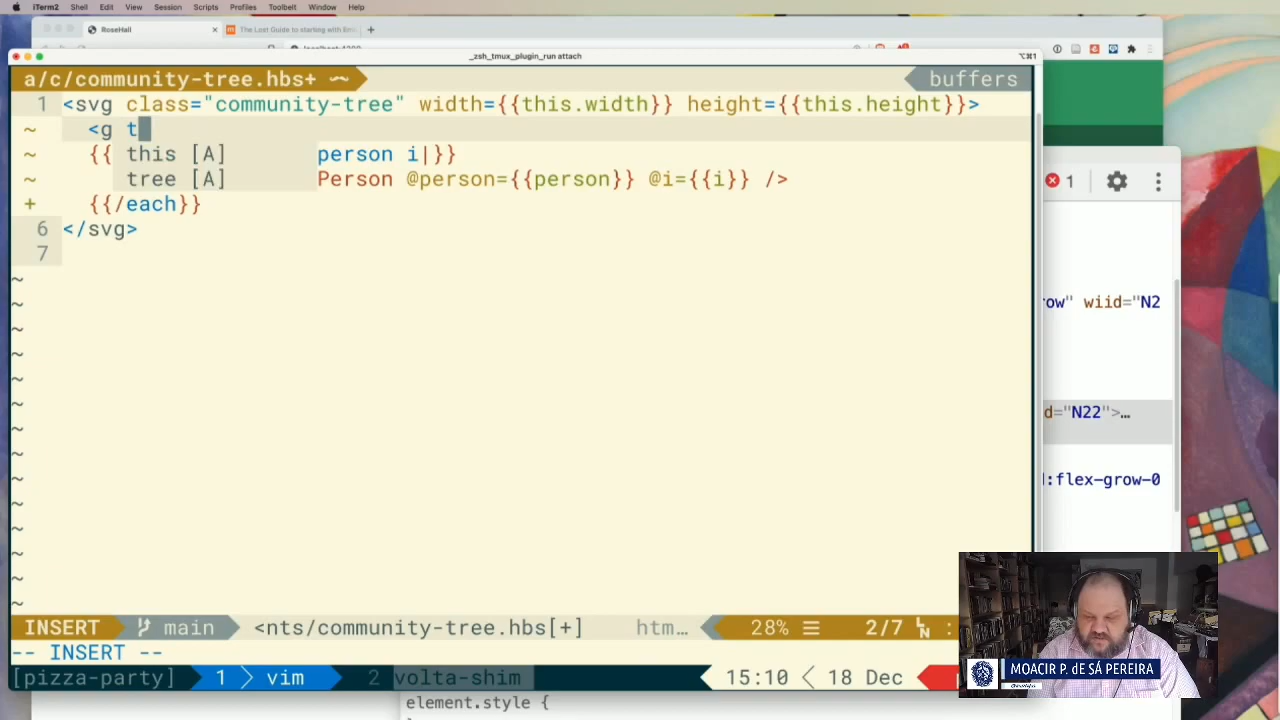 iTerm2 Shell Edit View Session Scripts Profiles Toolbelt Window Help
RoseHall × The Lost Guide to starting with Em +
_zsh_tmux_plugin_run attach ⌥⌘1
a/c/community-tree.hbs+ buffers
1 <svg class="community-tree" width={{this.width}} height={{this.height}}>
~ <g t
~ {{ this [A] person i|}}
~ tree [A] Person @person={{person}} @i={{i}} />
+ {{/each}}
6 </svg>
7
~
~
~
~
~
~
~
~
~
~
~
~
~
~
1
ow" wiid="N2
d="N22">…
:flex-grow-0
INSERT main <nts/community-tree.hbs[+] htm… 28% ☰ 2/7 :
-- INSERT --
[pizza-party] 1 vim 2 volta-shim 15:10 18 Dec
element.style {
MOACIR P. de SÁ PEREIRA